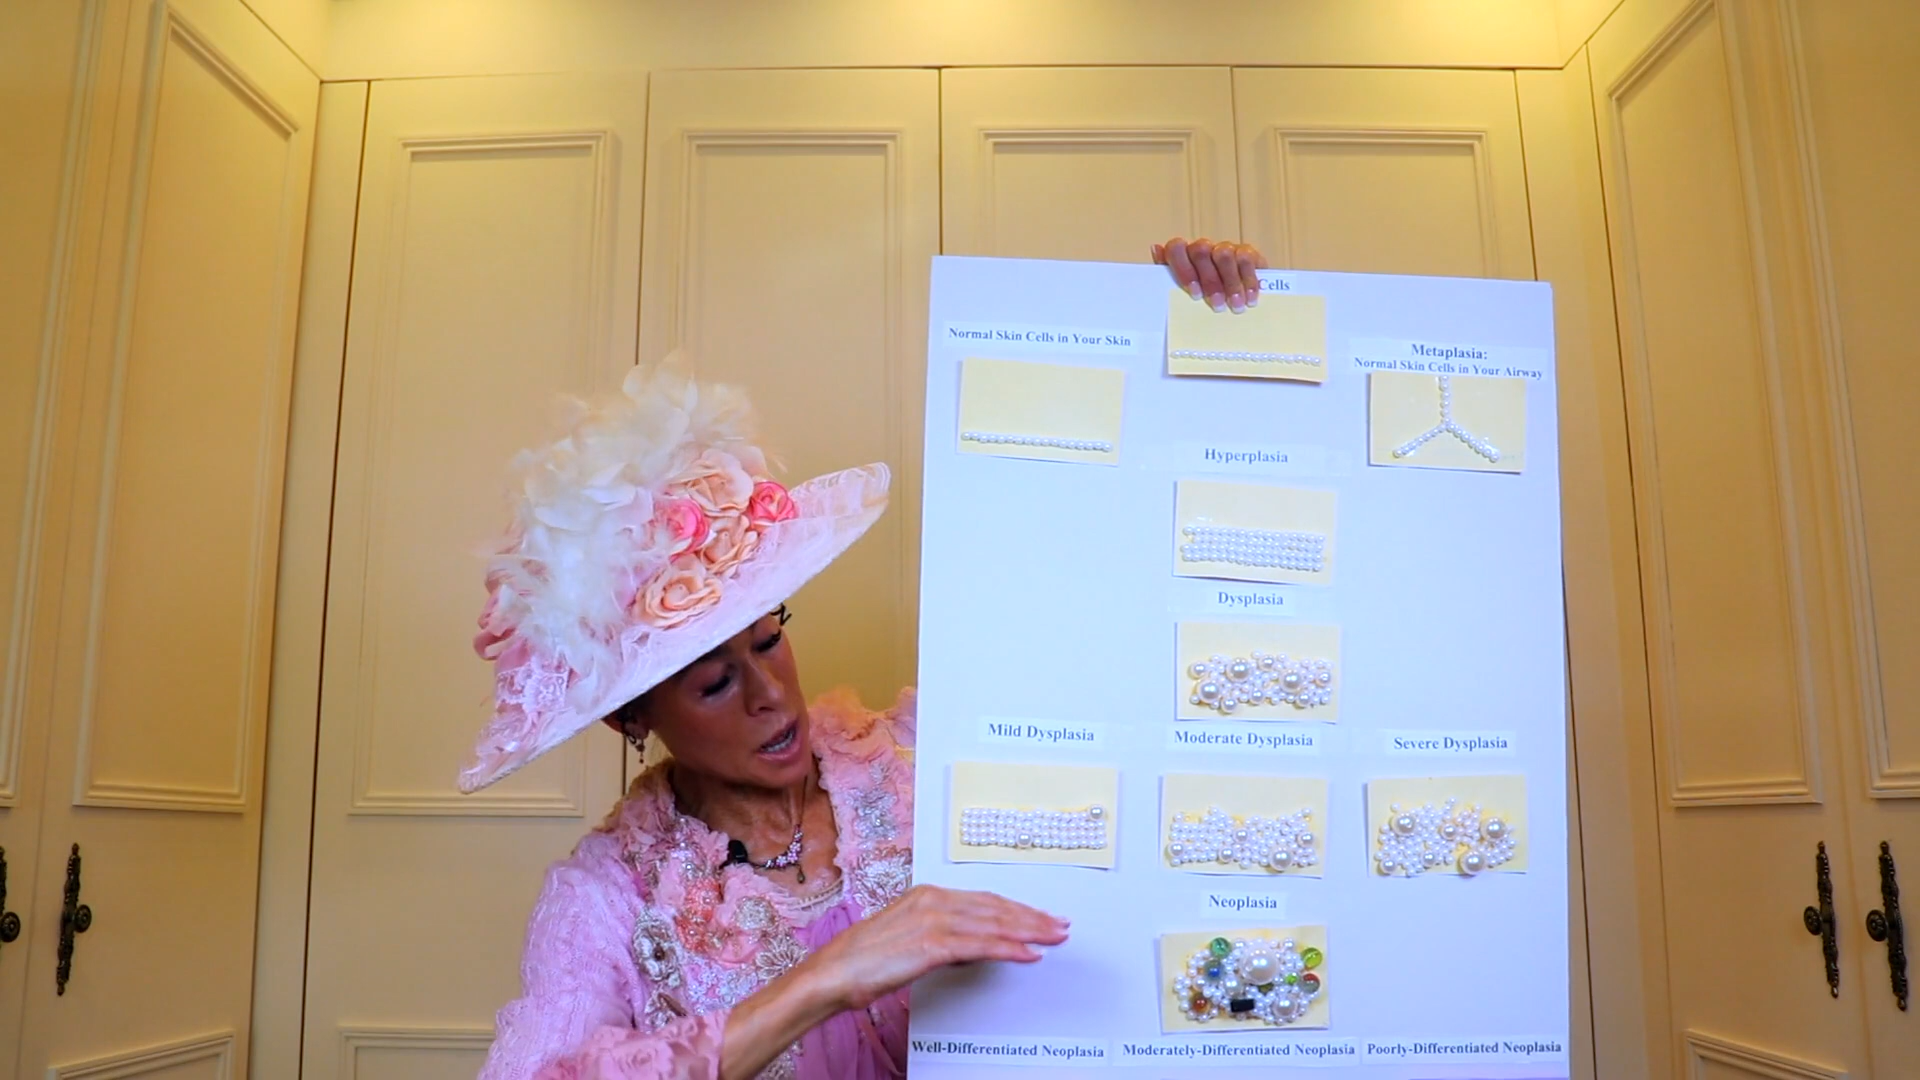 Cells
Normal Skin Cells in Your Skin
Metaplasia:
Normal Skin Cells in Your Airway
Hyperplasia
Dysplasia
Mild Dysplasia
Moderate Dysplasia
Severe Dysplasia
Neoplasia
Well-Differentiated Neoplasia
Moderately-Differentiated Neoplasia
Poorly-Differentiated Neoplasia